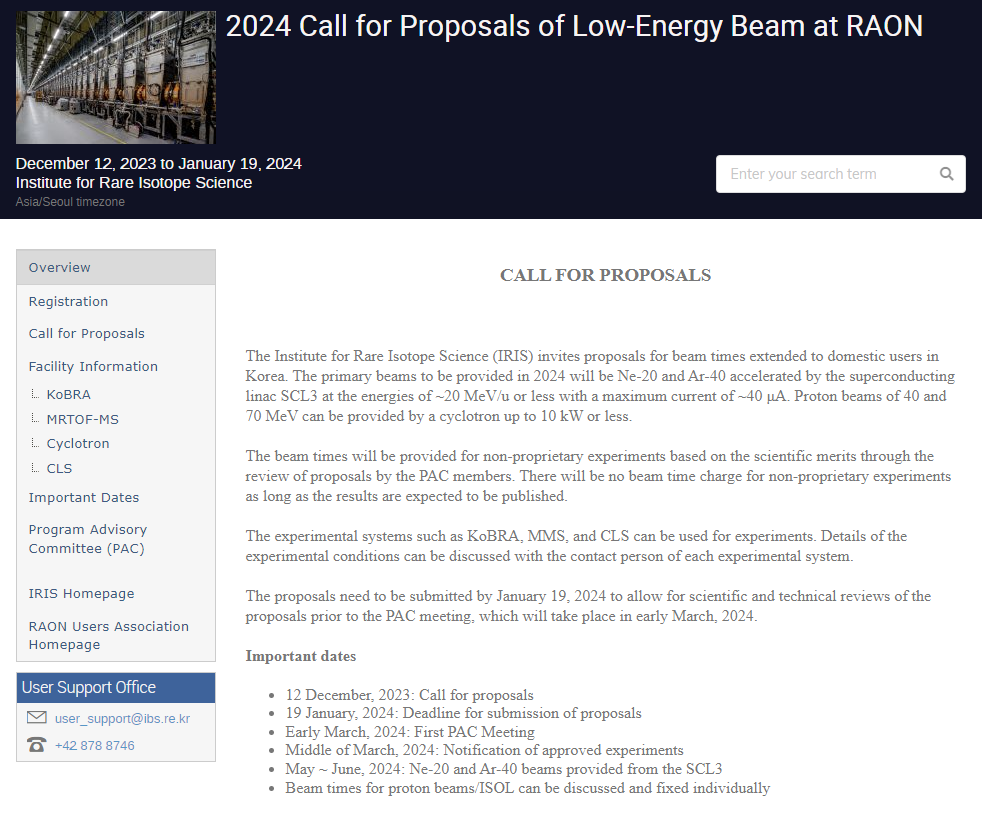 2024 Call for Proposals of Low-Energy Beam at RAON
December 12, 2023 to January 19, 2024
Institute for Rare Isotope Science
Asia/Seoul timezone
Enter your search term
Overview
Registration
Call for Proposals
Facility Information
KoBRA
MRTOF-MS
Cyclotron
CLS
Important Dates
Program Advisory
Committee (PAC)
IRIS Homepage
RAON Users Association
Homepage
User Support Office
user_support@ibs.re.kr
+42 878 8746
CALL FOR PROPOSALS
The Institute for Rare Isotope Science (IRIS) invites proposals for beam times extended to domestic users in
Korea. The primary beams to be provided in 2024 will be Ne-20 and Ar-40 accelerated by the superconducting
linac SCL3 at the energies of ~20 MeV/u or less with a maximum current of ~40 μA. Proton beams of 40 and
70 MeV can be provided by a cyclotron up to 10 kW or less.
The beam times will be provided for non-proprietary experiments based on the scientific merits through the
review of proposals by the PAC members. There will be no beam time charge for non-proprietary experiments
as long as the results are expected to be published.
The experimental systems such as KoBRA, MMS, and CLS can be used for experiments. Details of the
experimental conditions can be discussed with the contact person of each experimental system.
The proposals need to be submitted by January 19, 2024 to allow for scientific and technical reviews of the
proposals prior to the PAC meeting, which will take place in early March, 2024.
Important dates
• 12 December, 2023: Call for proposals
• 19 January, 2024: Deadline for submission of proposals
• Early March, 2024: First PAC Meeting
• Middle of March, 2024: Notification of approved experiments
• May ~ June, 2024: Ne-20 and Ar-40 beams provided from the SCL3
• Beam times for proton beams/ISOL can be discussed and fixed individually